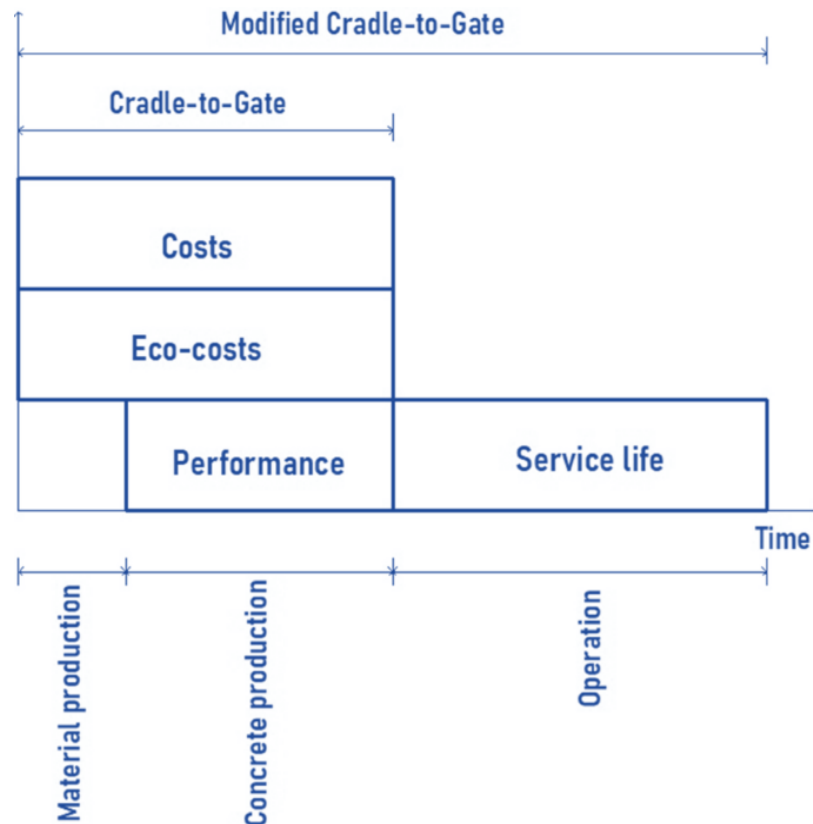 Modified Cradle-to-Gate
Cradle-to-Gate
Costs
Eco-costs
Performance
Service life
Time
Material production
Concrete production
Operation